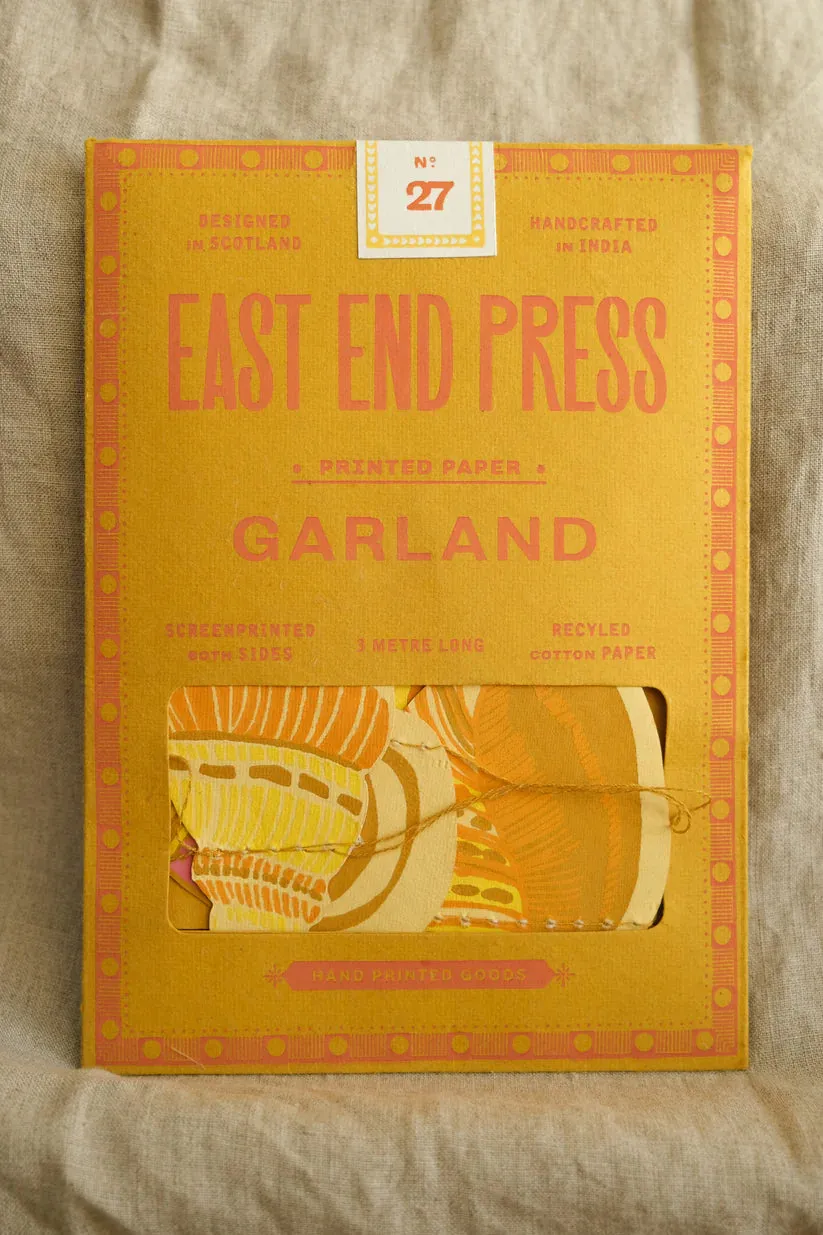 Nº
27
DESIGNED
IN SCOTLAND
HANDCRAFTED
IN INDIA
EAST END PRESS
• PRINTED PAPER •
GARLAND
SCREENPRINTED
BOTH SIDES
3 METRE LONG
RECYLED
COTTON PAPER
HAND PRINTED GOODS